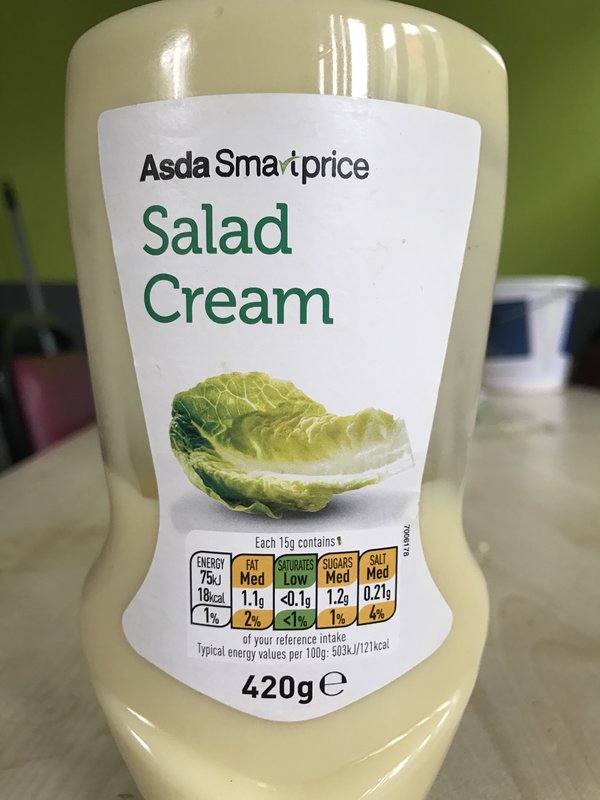 Asda Smartprice
Salad
Cream
Each 15g contains
ENERGY
75kJ
18kcal
1%
FAT
Med
1.1g
2%
SATURATES
Low
<0.1g
<1%
SUGARS
Med
1.2g
1%
SALT
Med
0.21g
4%
of your reference intake
Typical energy values per 100g: 503kJ/121kcal
7006178
420g ℮